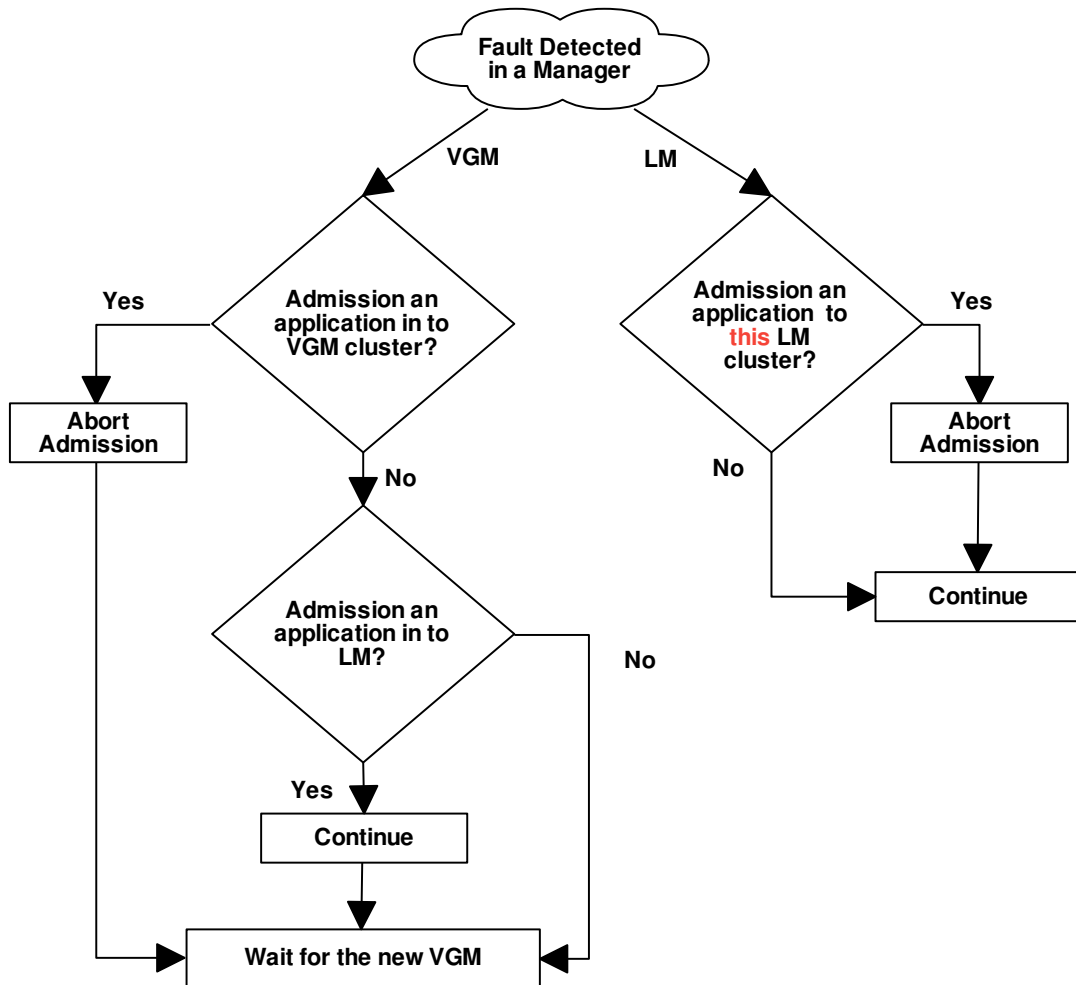 Fault Detected
in a Manager
VGM
LM
Admission an
application in to
VGM cluster?
Yes
Abort
Admission
No
Admission an
application in to
LM?
No
Yes
Continue
Wait for the new VGM
Admission an
application to
this LM
cluster?
Yes
Abort
Admission
No
Continue